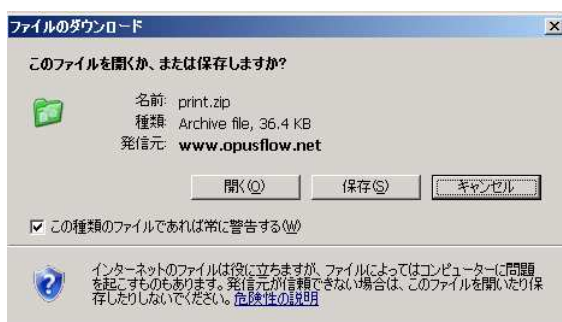 ファイルのダウンロード
このファイルを開くか、または保存しますか?
名前: print.zip
種類: Archive file, 36.4 KB
発信元: www.opusflow.net
開く(O) 保存(S) キャンセル
この種類のファイルであれば常に警告する(W)
インターネットのファイルは役に立ちますが、ファイルによってはコンピューターに問題
を起こすものもあります。発信元が信頼できない場合は、このファイルを開いたり保
存したりしないでください。危険性の説明